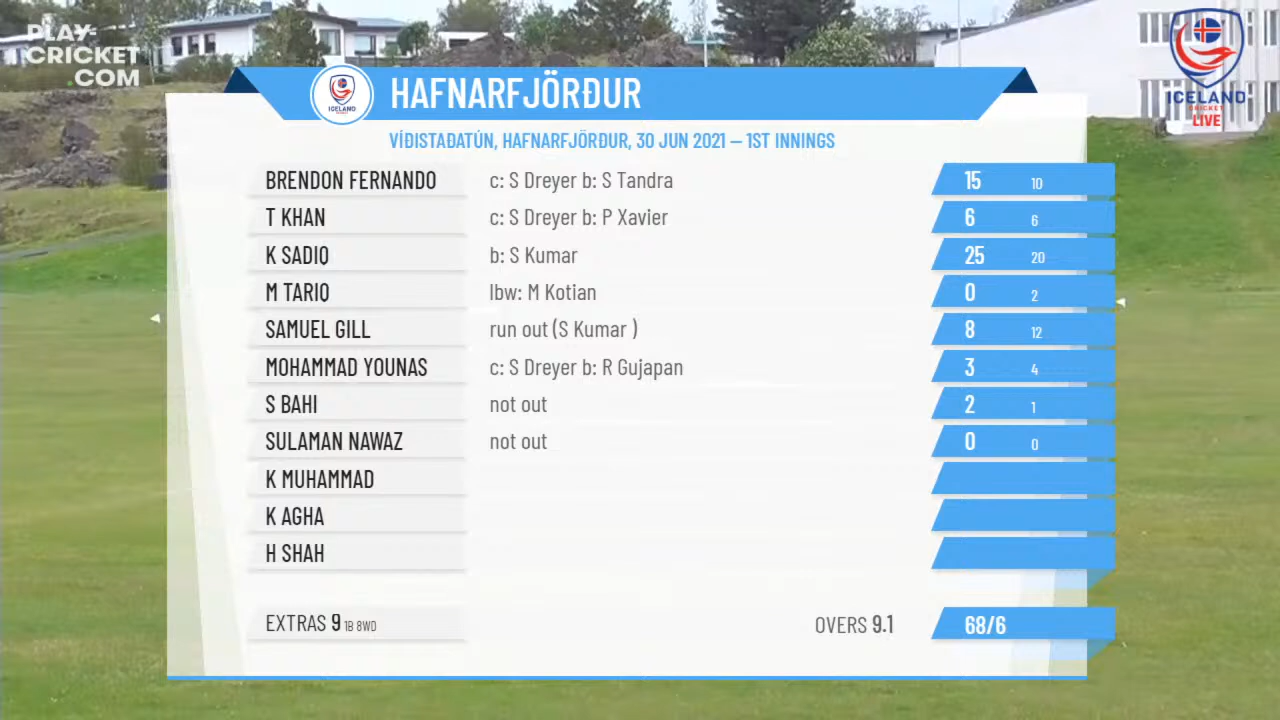 PLAY-
CRICKET
.COM
ICELAND
CRICKET
LIVE
ICELAND
HAFNARFJÖRÐUR
VÍÐISTAÐATÚN, HAFNARFJÖRÐUR, 30 JUN 2021 – 1ST INNINGS
BRENDON FERNANDO c: S Dreyer b: S Tandra 15 10
T KHAN c: S Dreyer b: P Xavier 6 6
K SADIQ b: S Kumar 25 20
M TARIQ lbw: M Kotian 0 2
SAMUEL GILL run out (S Kumar ) 8 12
MOHAMMAD YOUNAS c: S Dreyer b: R Gujapan 3 4
S BAHI not out 2 1
SULAMAN NAWAZ not out 0 0
K MUHAMMAD
K AGHA
H SHAH
EXTRAS 9 1B 8WD OVERS 9.1 68/6